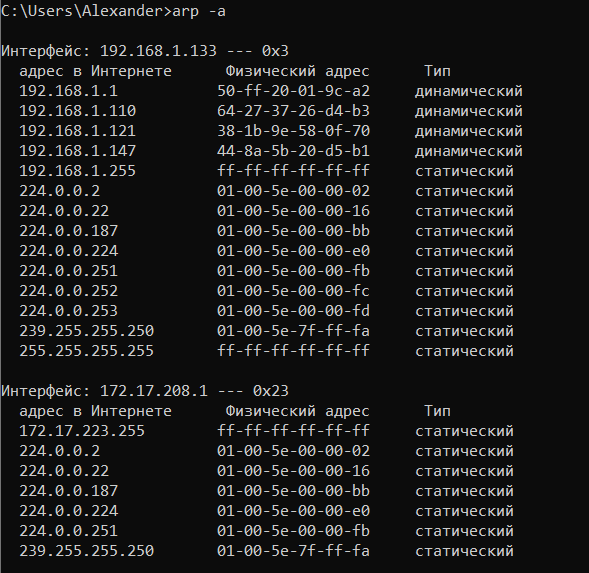 C:\Users\Alexander>arp -a
Интерфейс: 192.168.1.133 --- 0x3
адрес в Интернете Физический адрес Тип
192.168.1.1 50-ff-20-01-9c-a2 динамический
192.168.1.110 64-27-37-26-d4-b3 динамический
192.168.1.121 38-1b-9e-58-0f-70 динамический
192.168.1.147 44-8a-5b-20-d5-b1 динамический
192.168.1.255 ff-ff-ff-ff-ff-ff статический
224.0.0.2 01-00-5e-00-00-02 статический
224.0.0.22 01-00-5e-00-00-16 статический
224.0.0.187 01-00-5e-00-00-bb статический
224.0.0.224 01-00-5e-00-00-e0 статический
224.0.0.251 01-00-5e-00-00-fb статический
224.0.0.252 01-00-5e-00-00-fc статический
224.0.0.253 01-00-5e-00-00-fd статический
239.255.255.250 01-00-5e-7f-ff-fa статический
255.255.255.255 ff-ff-ff-ff-ff-ff статический
Интерфейс: 172.17.208.1 --- 0x23
адрес в Интернете Физический адрес Тип
172.17.223.255 ff-ff-ff-ff-ff-ff статический
224.0.0.2 01-00-5e-00-00-02 статический
224.0.0.22 01-00-5e-00-00-16 статический
224.0.0.187 01-00-5e-00-00-bb статический
224.0.0.224 01-00-5e-00-00-e0 статический
224.0.0.251 01-00-5e-00-00-fb статический
239.255.255.250 01-00-5e-7f-ff-fa статический